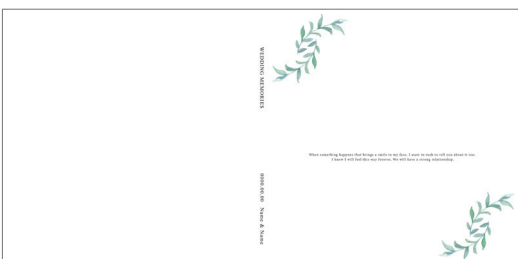 WEDDING MEMORIES
0000.00.00 Name & Name
When something happens that brings a smile to my face, I want to rush to tell you about it too.
I know I will feel this way forever. We will have a strong relationship.